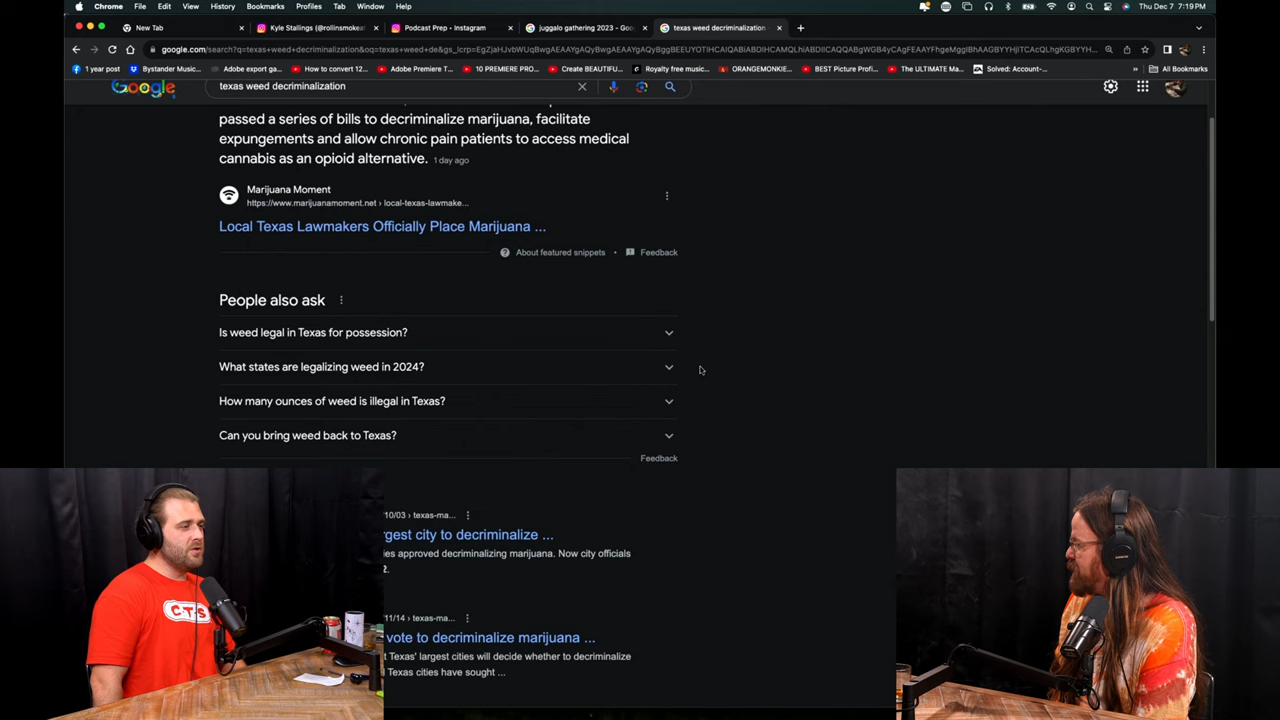 Chrome File Edit View History Bookmarks Profiles Tab Window Help
Thu Dec 7 7:19PM
New Tab
Kyle Stallings (@rollinsmokeat
Podcast Prep - Instagram
juggalo gathering 2023 - Goo
texas weed decriminalization
1 year post
Bystander Music...
Adobe export ga...
How to convert 12...
Adobe Premiere T...
10 PREMIERE PRO...
Create BEAUTIFU...
Royalty free music...
ORANGEMONKIE...
BEST Picture Profi...
The ULTIMATE Ma...
Solved: Account-...
All Bookmarks
Google
texas weed decriminalization
passed a series of bills to decriminalize marijuana, facilitate
expungements and allow chronic pain patients to access medical
cannabis as an opioid alternative. 1 day ago
Marijuana Moment
https://www.marijuanamoment.net › local-texas-lawmake...
Local Texas Lawmakers Officially Place Marijuana ...
About featured snippets • Feedback
People also ask
Is weed legal in Texas for possession?
What states are legalizing weed in 2024?
How many ounces of weed is illegal in Texas?
Can you bring weed back to Texas?
Feedback
10/03 › texas-ma...
rgest city to decriminalize ...
ies approved decriminalizing marijuana. Now city officials
2.
11/14 › texas-ma...
vote to decriminalize marijuana ...
t Texas' largest cities will decide whether to decriminalize
d Texas cities have sought ...
C·T·S